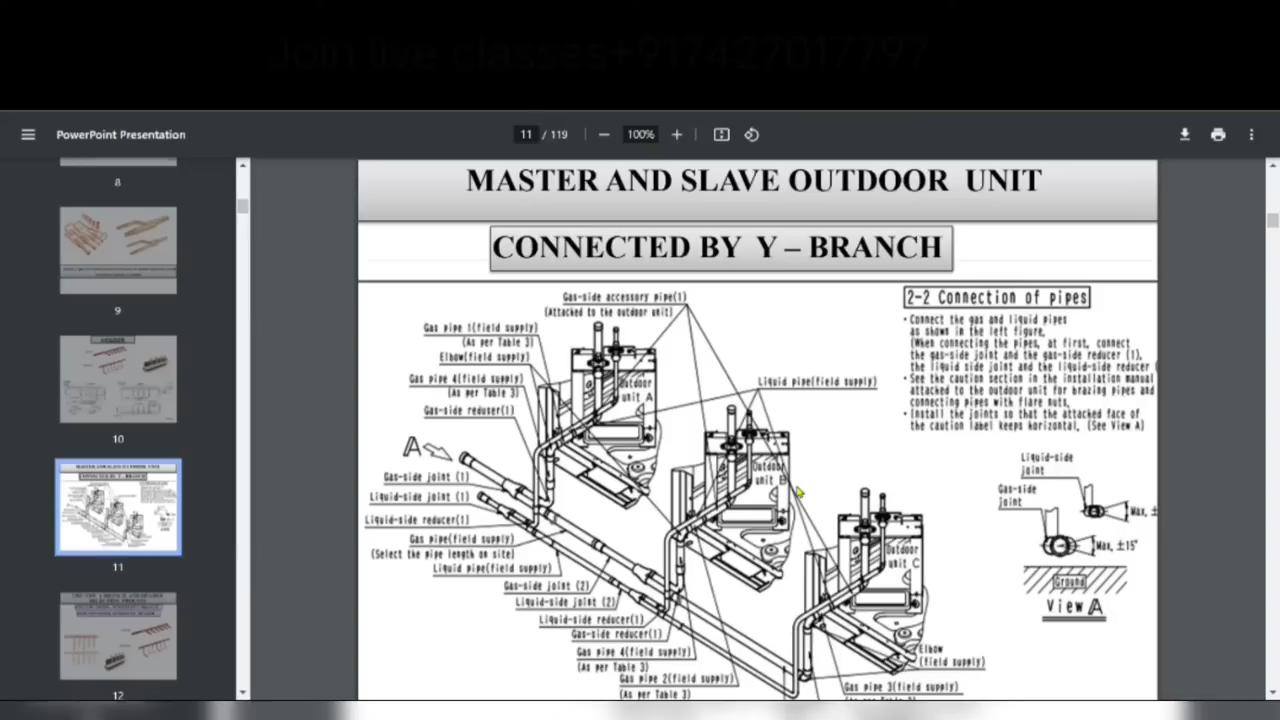 Join live classes+917427017797
PowerPoint Presentation
11 / 119
100%
8
9
10
11
12
MASTER AND SLAVE OUTDOOR UNIT
CONNECTED BY Y – BRANCH
Gas-side accessory pipe(1)
(Attached to the outdoor unit)
Gas pipe 1(field supply)
(As per Table 3)
Elbow(field supply)
Gas pipe 4(field supply)
(As per Table 3)
Gas-side reduser(1)
A
Gas-side joint (1)
Liquid-side joint (1)
Liquid-side reducer(1)
Gas pipe(field supply)
(Select the pipe length on site)
Liquid pipe(field supply)
Gas-side joint (2)
Liquid-side joint (2)
Liquid-side reducer(1)
Gas-side reducer(1)
Gas pipe 4(field supply)
(As per Table 3)
Gas pipe 2(field supply)
(As per Table 3)
Outdoor
unit A
Liquid pipe(field supply)
Outdoor
unit B
Outdoor
unit C
Elbow
(field supply)
Gas pipe 3(field supply)
2-2 Connection of pipes
・Connect the gas and liquid pipes
as shown in the left figure.
(When connecting the pipes, at first, connect
the gas-side joint and the gas-side reducer (1),
the liquid side joint and the liquid-side reducer (
・See the caution section in the installation manual
attached to the outdoor unit for brazing pipes and
connecting pipes with flare nuts.
・Install the joints so that the attached face of
the caution label keeps horizontal. (See View A)
Liquid-side
joint
Gas-side
joint
Max. ±
Max. ±15°
Ground
View A